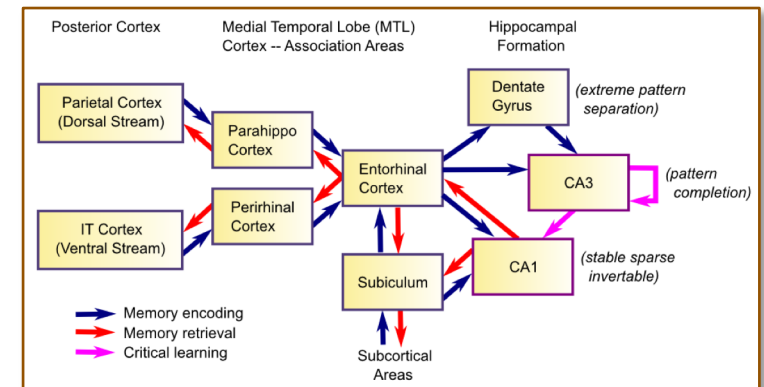 Posterior Cortex
Medial Temporal Lobe (MTL)
Cortex -- Association Areas
Hippocampal
Formation
Parietal Cortex
(Dorsal Stream)
Parahippo
Cortex
Dentate
Gyrus
(extreme pattern
separation)
Entorhinal
Cortex
CA3
(pattern
completion)
IT Cortex
(Ventral Stream)
Perirhinal
Cortex
Subiculum
CA1
(stable sparse
invertable)
Memory encoding
Memory retrieval
Critical learning
Subcortical
Areas